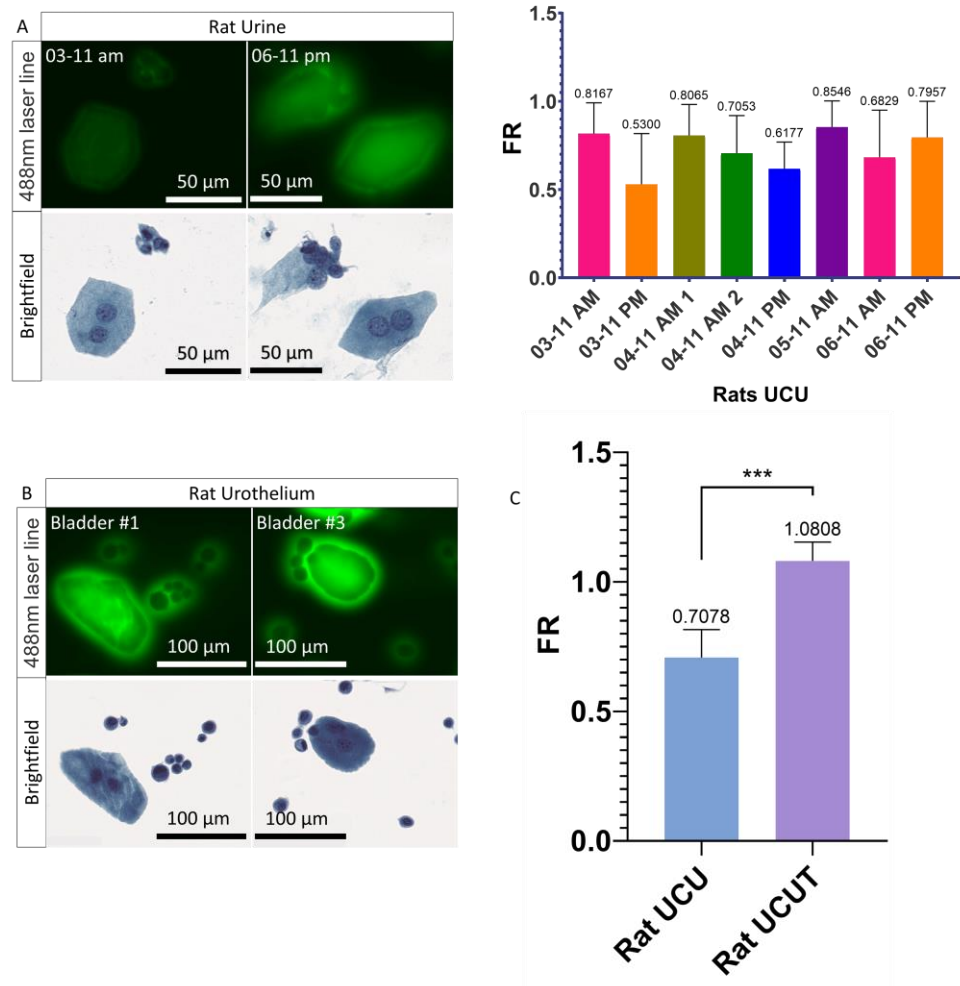 A
Rat Urine
488nm laser line
03-11 am
06-11 pm
50 µm
50 µm
Brightfield
50 µm
50 µm
FR
1.5
1.0
0.5
0.0
0.8167
0.5300
0.8065
0.7053
0.6177
0.8546
0.6829
0.7957
03-11 AM
03-11 PM
04-11 AM 1
04-11 AM 2
04-11 PM
05-11 AM
06-11 AM
06-11 PM
Rats UCU
B
Rat Urothelium
488nm laser line
Bladder #1
Bladder #3
100 µm
100 µm
Brightfield
100 µm
100 µm
C
FR
1.5
1.0
0.5
0.0
***
0.7078
1.0808
Rat UCU
Rat UCUT